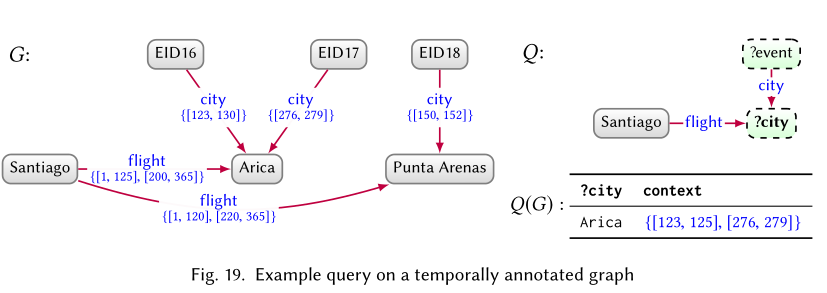 G:
EID16
EID17
EID18
city
{[123, 130]}
city
{[276, 279]}
city
{[150, 152]}
Santiago
flight
{[1, 125], [200, 365]}
Arica
Punta Arenas
flight
{[1, 120], [220, 365]}
Q:
?event
city
Santiago
flight
?city
Q(G) :
?city context
Arica {[123, 125], [276, 279]}
Fig. 19. Example query on a temporally annotated graph